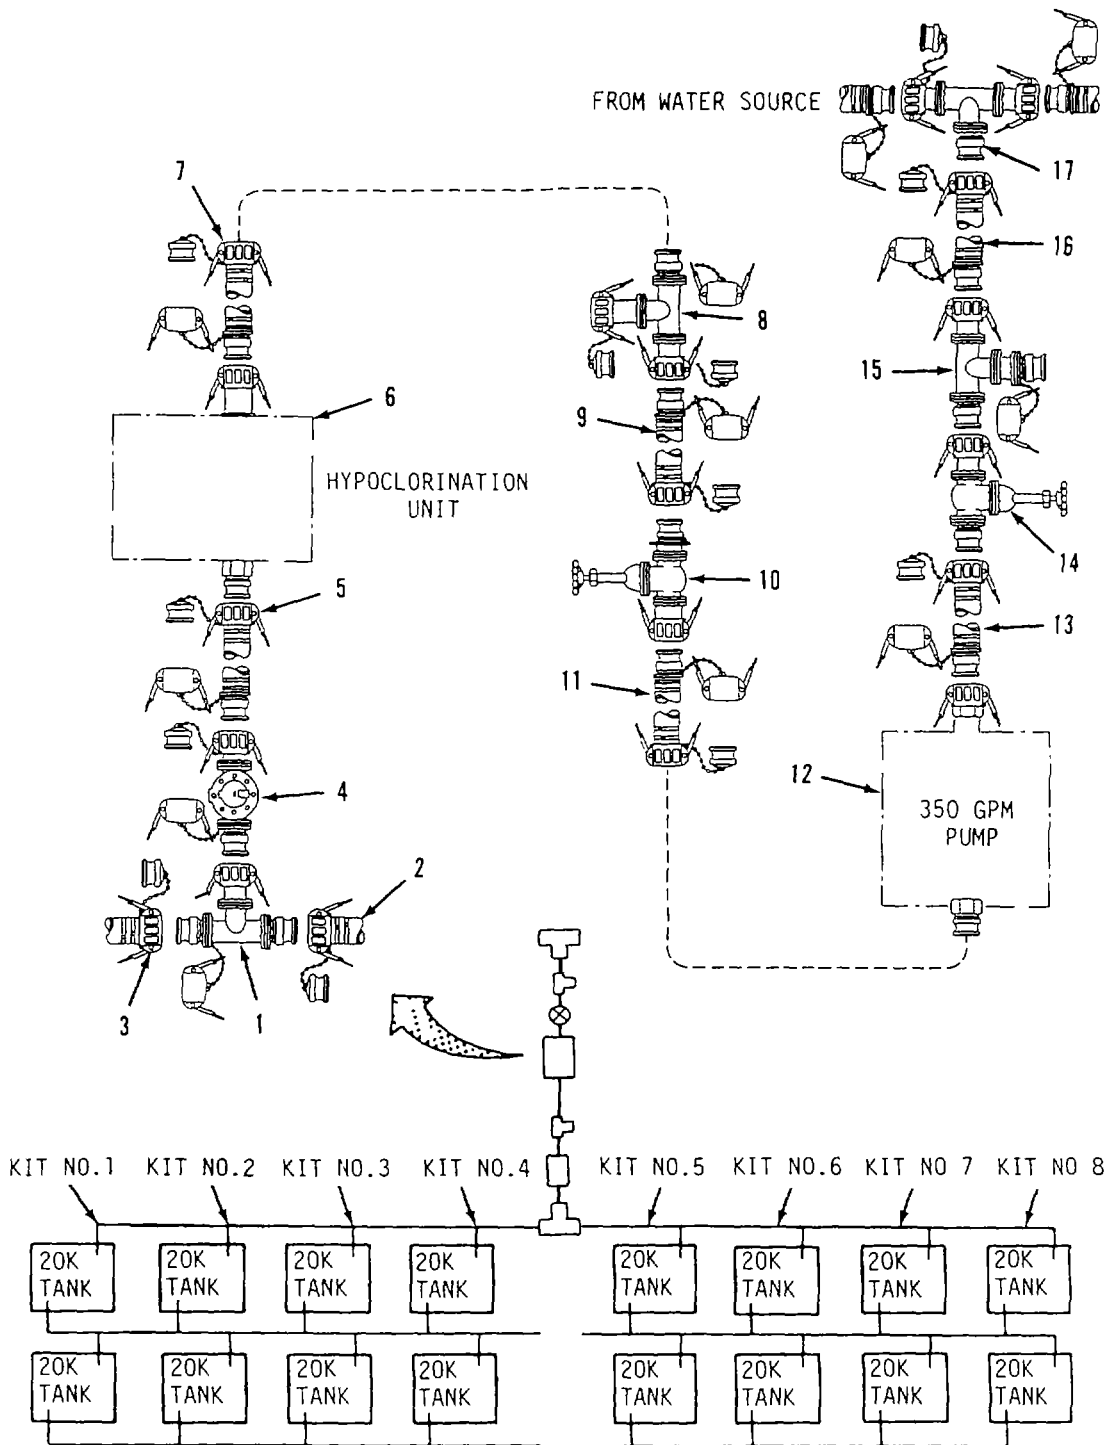 FROM WATER SOURCE
17
7
16
8
15
6
9
HYPOCLORINATION
UNIT
14
10
5
13
11
12
350 GPM
PUMP
4
2
3
1
KIT NO.1 KIT NO.2 KIT NO.3 KIT NO.4 KIT NO.5 KIT NO.6 KIT NO 7 KIT NO 8
20K 20K 20K 20K 20K 20K 20K 20K
TANK TANK TANK TANK TANK TANK TANK TANK
20K 20K 20K 20K 20K 20K 20K 20K
TANK TANK TANK TANK TANK TANK TANK TANK